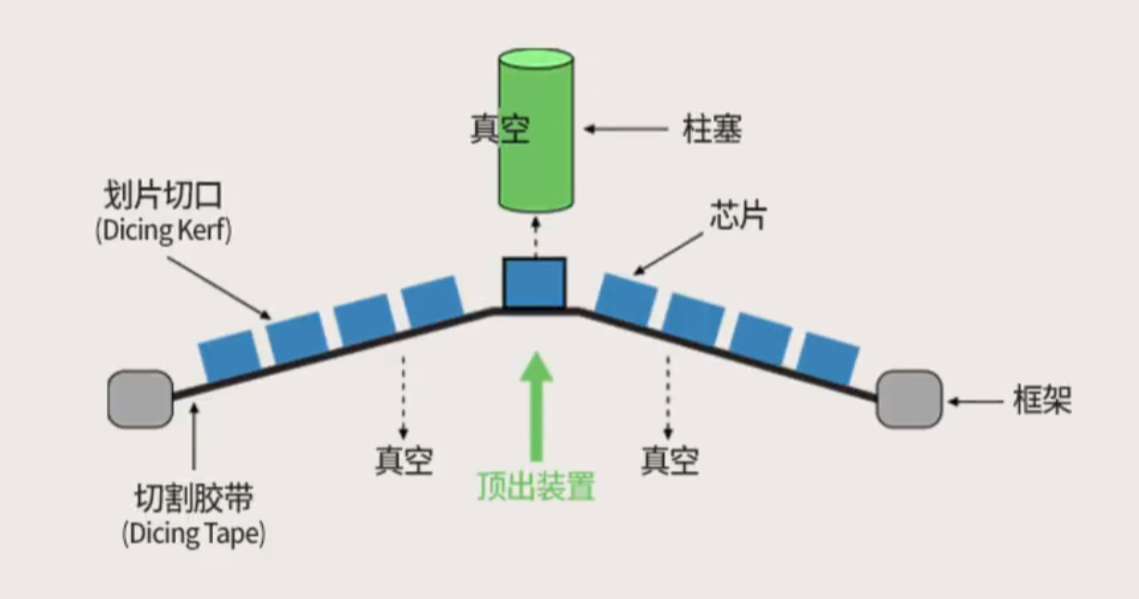 真空
柱塞
划片切口
(Dicing Kerf)
芯片
框架
真空
真空
顶出装置
切割胶带
(Dicing Tape)